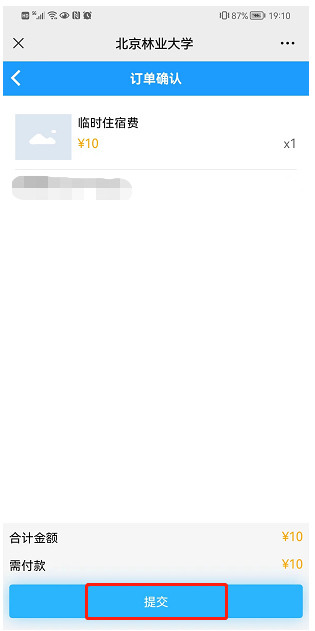 87% 19:10
北京林业大学
订单确认
临时住宿费
¥10 x1
合计金额 ¥10
需付款 ¥10
提交